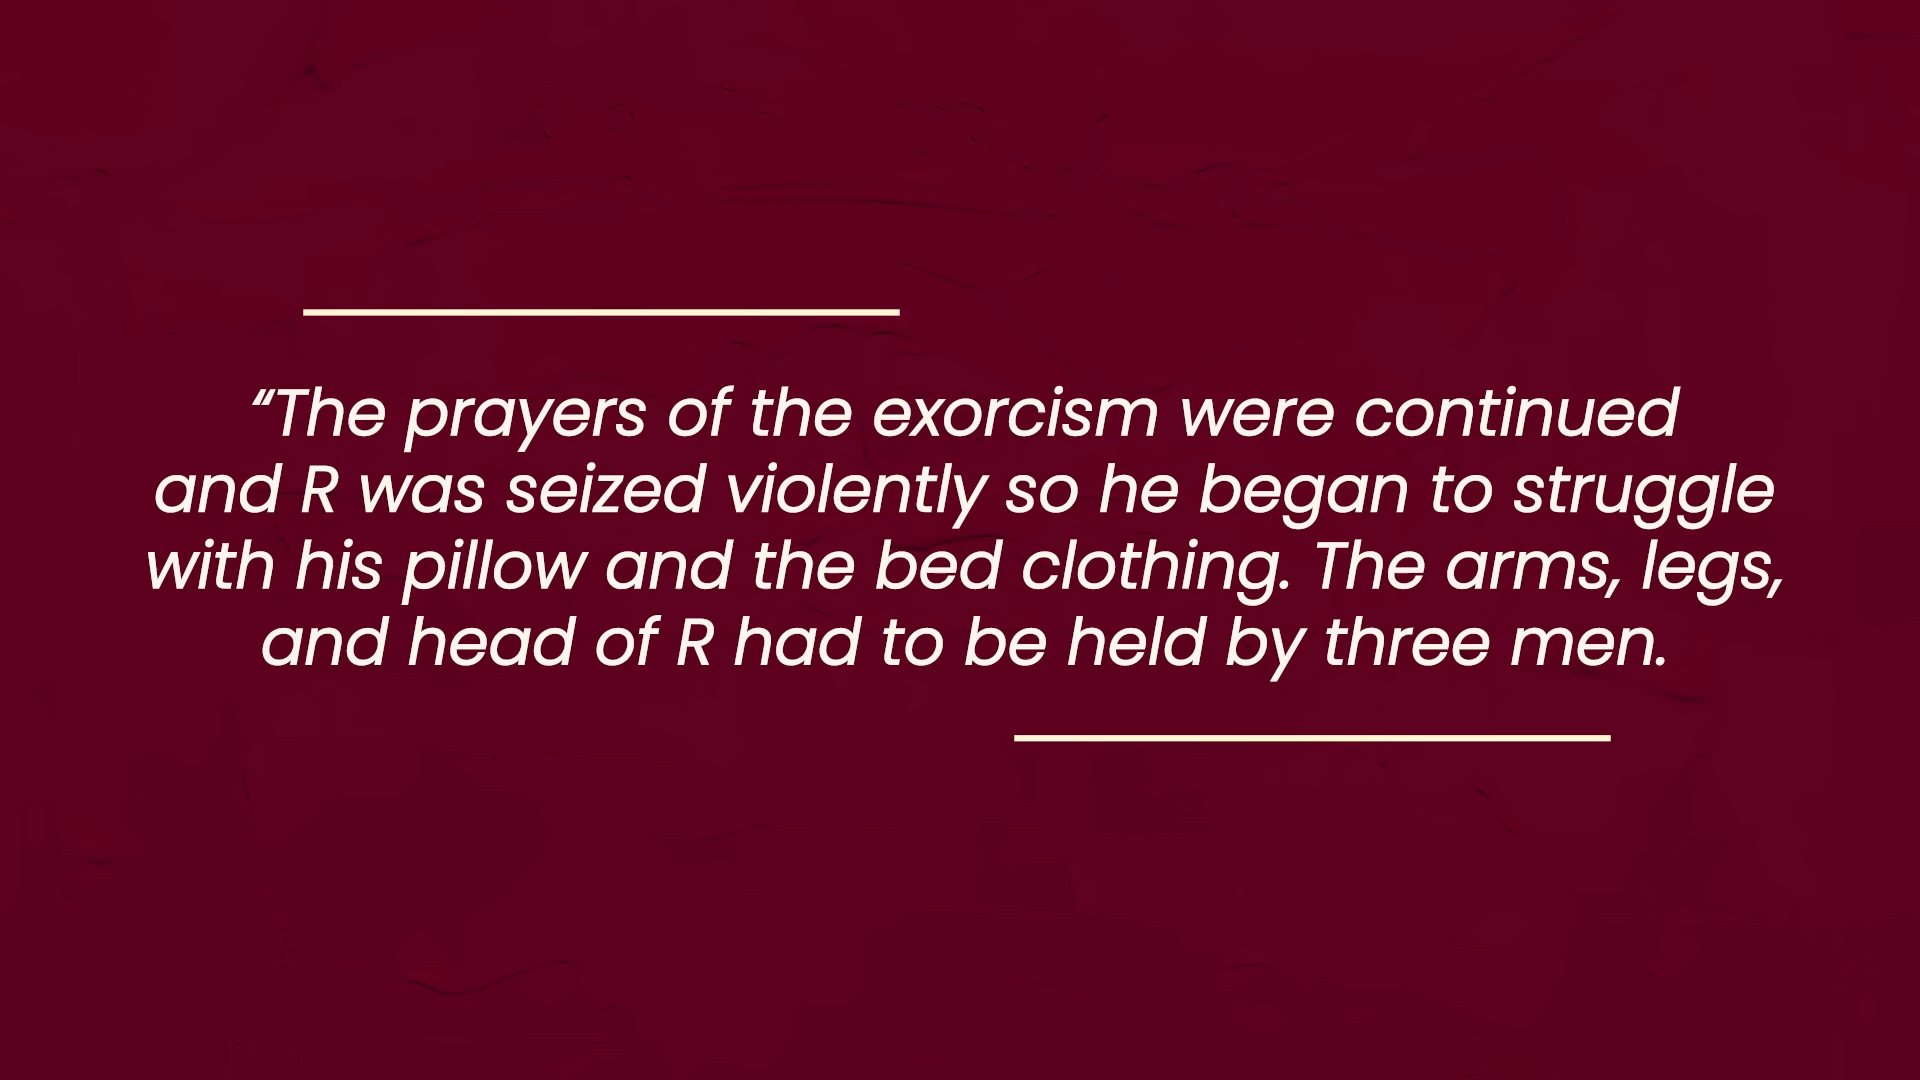 “The prayers of the exorcism were continued
and R was seized violently so he began to struggle
with his pillow and the bed clothing. The arms, legs,
and head of R had to be held by three men.